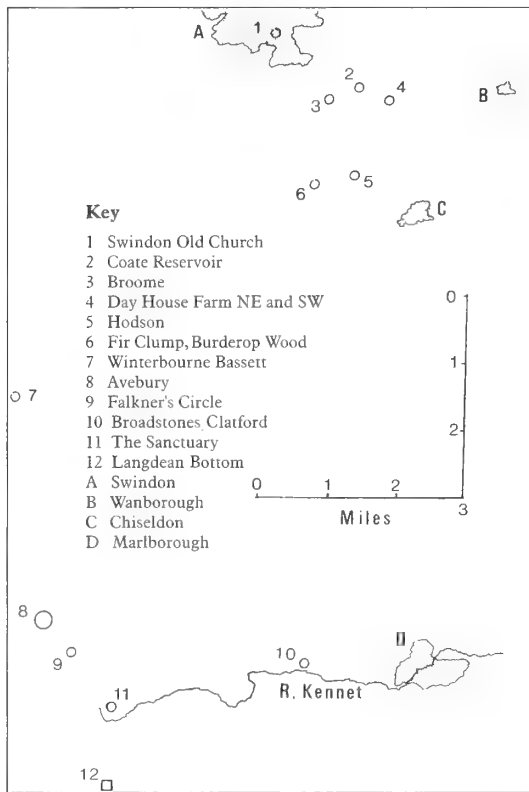 A
1
2
3
4
B
6
5
C
Key
1 Swindon Old Church
2 Coate Reservoir
3 Broome
4 Day House Farm NE and SW
5 Hodson
6 Fir Clump, Burderop Wood
7 Winterbourne Bassett
8 Avebury
9 Falkner's Circle
10 Broadstones, Clatford
11 The Sanctuary
12 Langdean Bottom
A Swindon
B Wanborough
C Chiseldon
D Marlborough
0
1
2
0 1 2 3
Miles
7
8
9
10
D
R. Kennet
11
12